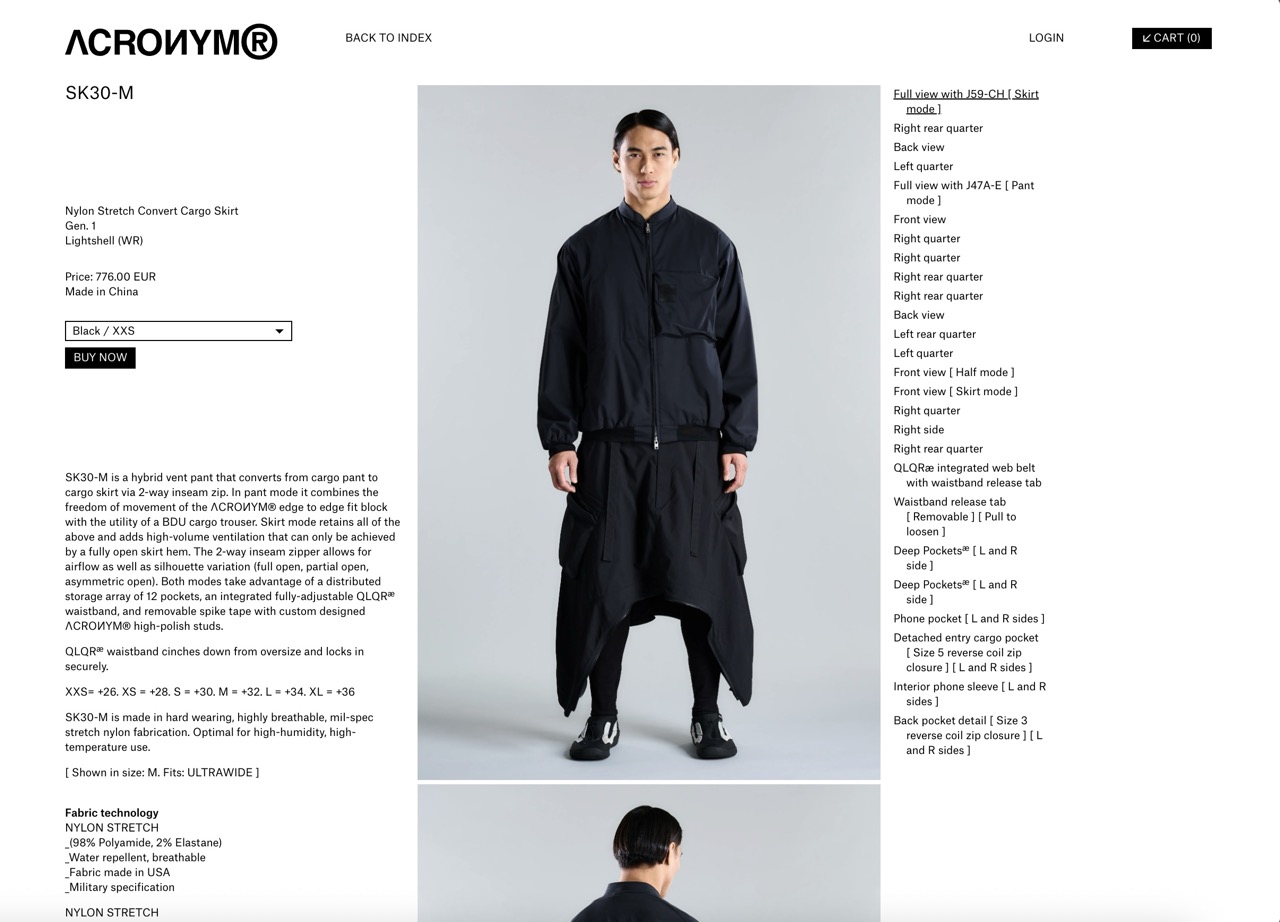 ΛCROИYM®
BACK TO INDEX
LOGIN
CART (0)
SK30-M
Nylon Stretch Convert Cargo Skirt
Gen. 1
Lightshell (WR)
Price: 776.00 EUR
Made in China
Black / XXS
BUY NOW
SK30-M is a hybrid vent pant that converts from cargo pant to
cargo skirt via 2-way inseam zip. In pant mode it combines the
freedom of movement of the ΛCROИYM® edge to edge fit block
with the utility of a BDU cargo trouser. Skirt mode retains all of the
above and adds high-volume ventilation that can only be achieved
by a fully open skirt hem. The 2-way inseam zipper allows for
airflow as well as silhouette variation (full open, partial open,
asymmetric open). Both modes take advantage of a distributed
storage array of 12 pockets, an integrated fully-adjustable QLQRᵆ
waistband, and removable spike tape with custom designed
ΛCROИYM® high-polish studs.
QLQRᵆ waistband cinches down from oversize and locks in
securely.
XXS= +26. XS = +28. S = +30. M = +32. L = +34. XL = +36
SK30-M is made in hard wearing, highly breathable, mil-spec
stretch nylon fabrication. Optimal for high-humidity, high-
temperature use.
[ Shown in size: M. Fits: ULTRAWIDE ]
Fabric technology
NYLON STRETCH
_(98% Polyamide, 2% Elastane)
_Water repellent, breathable
_Fabric made in USA
_Military specification
NYLON STRETCH
Full view with J59-CH [ Skirt
mode ]
Right rear quarter
Back view
Left quarter
Full view with J47A-E [ Pant
mode ]
Front view
Right quarter
Right quarter
Right rear quarter
Right rear quarter
Back view
Left rear quarter
Left quarter
Front view [ Half mode ]
Front view [ Skirt mode ]
Right quarter
Right side
Right rear quarter
QLQRæ integrated web belt
with waistband release tab
Waistband release tab
[ Removable ] [ Pull to
loosen ]
Deep Pocketsᵆ [ L and R
side ]
Deep Pocketsᵆ [ L and R
side ]
Phone pocket [ L and R sides ]
Detached entry cargo pocket
[ Size 5 reverse coil zip
closure ] [ L and R sides ]
Interior phone sleeve [ L and R
sides ]
Back pocket detail [ Size 3
reverse coil zip closure ] [ L
and R sides ]